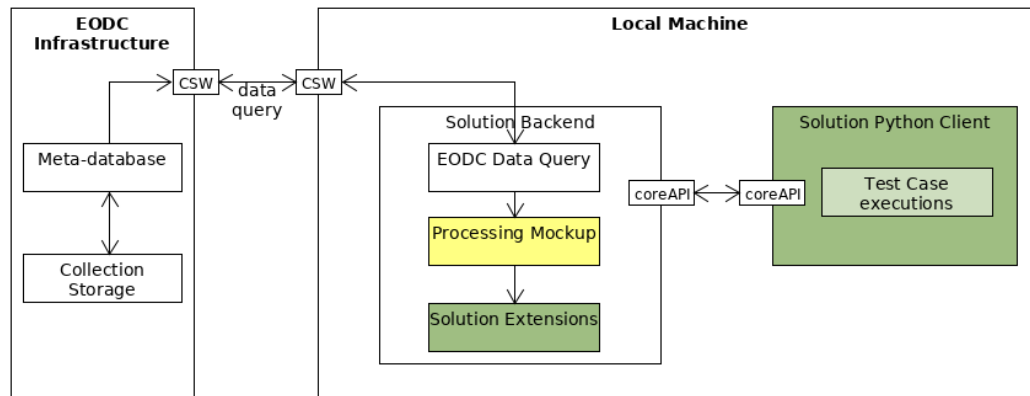 EODC
Infrastructure
Local Machine
CSW
data
query
CSW
Solution Backend
Solution Python Client
Meta-database
EODC Data Query
coreAPI
coreAPI
Test Case
executions
Processing Mockup
Collection
Storage
Solution Extensions